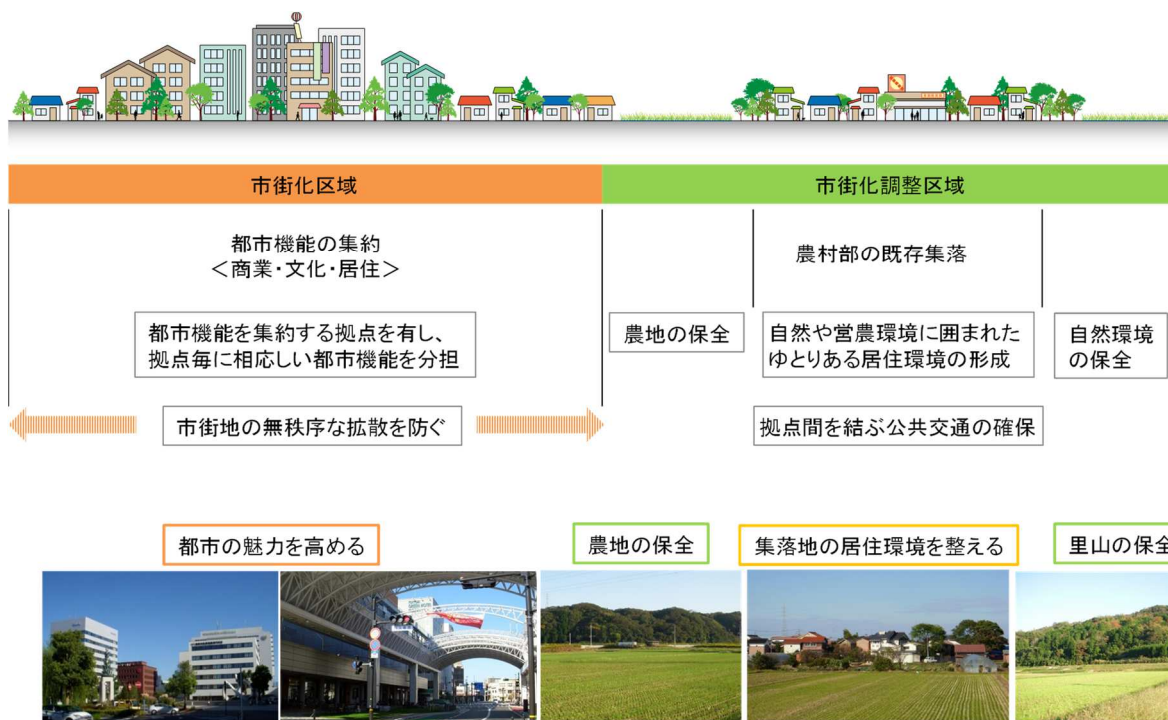 市街化区域
市街化調整区域
都市機能の集約
＜商業・文化・居住＞
農村部の既存集落
都市機能を集約する拠点を有し、
拠点毎に相応しい都市機能を分担
農地の保全
自然や営農環境に囲まれた
ゆとりある居住環境の形成
自然環境
の保全
市街地の無秩序な拡散を防ぐ
拠点間を結ぶ公共交通の確保
都市の魅力を高める
農地の保全
集落地の居住環境を整える
里山の保全